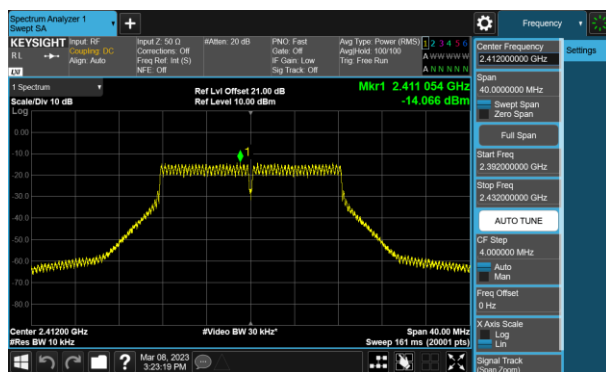 Spectrum Analyzer 1
Swept SA
Frequency
KEYSIGHT
Input: RF
Coupling: DC
Align: Auto
Input Z: 50 Ω
Corrections: Off
Freq Ref: Int (S)
NFE: Off
#Atten: 20 dB
PNO: Fast
Gate: Off
IF Gain: Low
Sig Track: Off
Avg Type: Power (RMS)
Avg|Hold: 100/100
Trig: Free Run
1 2 3 4 5 6
A W W W W W
A N N N N N
R L
LXI
1 Spectrum
Scale/Div 10 dB
Log
Ref Lvl Offset 21.00 dB
Ref Level 10.00 dBm
Mkr1 2.411 054 GHz
-14.066 dBm
0.00
-10.0
-20.0
-30.0
-40.0
-50.0
-60.0
-70.0
-80.0
1
Center 2.41200 GHz
#Res BW 10 kHz
#Video BW 30 kHz*
Span 40.00 MHz
Sweep 161 ms (20001 pts)
Center Frequency
2.412000000 GHz
Settings
Span
40.0000000 MHz
Swept Span
Zero Span
Full Span
Start Freq
2.392000000 GHz
Stop Freq
2.432000000 GHz
AUTO TUNE
CF Step
4.000000 MHz
Auto
Man
Freq Offset
0 Hz
X Axis Scale
Log
Lin
Signal Track
(Span Zoom)
?
Mar 08, 2023
3:23:19 PM